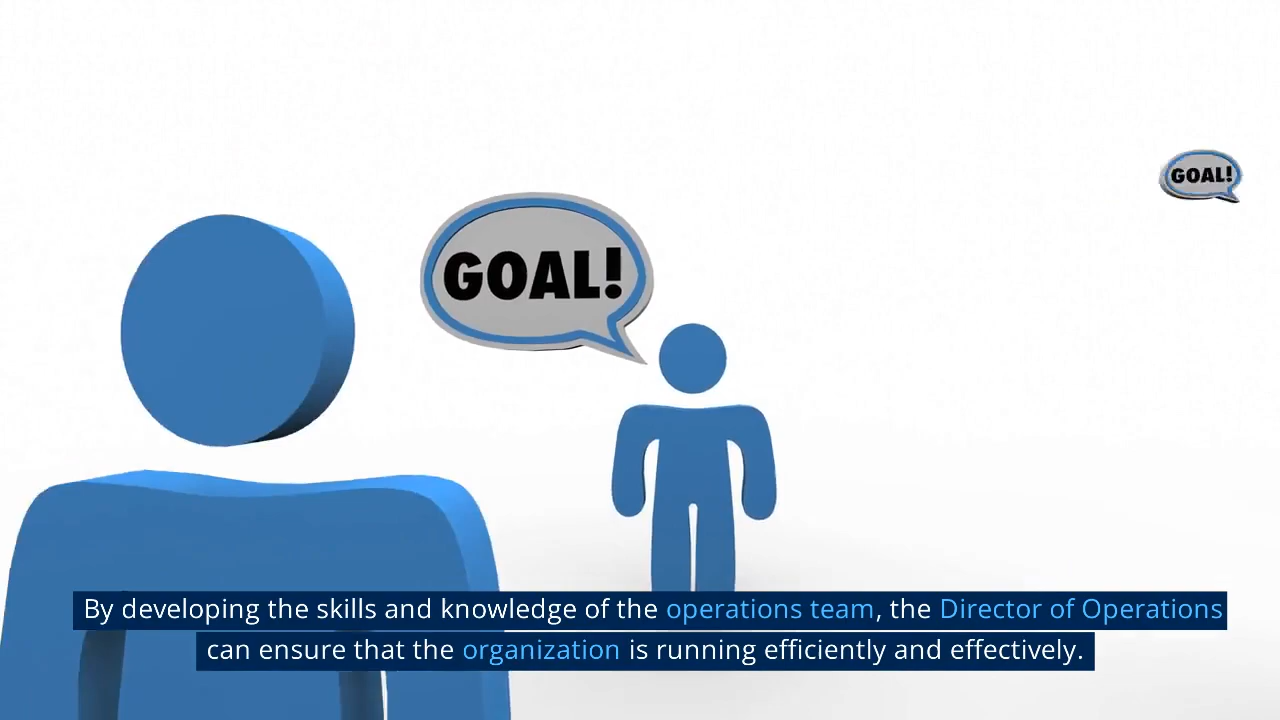 GOAL!
GOAL!
By developing the skills and knowledge of the operations team, the Director of Operations
can ensure that the organization is running efficiently and effectively.